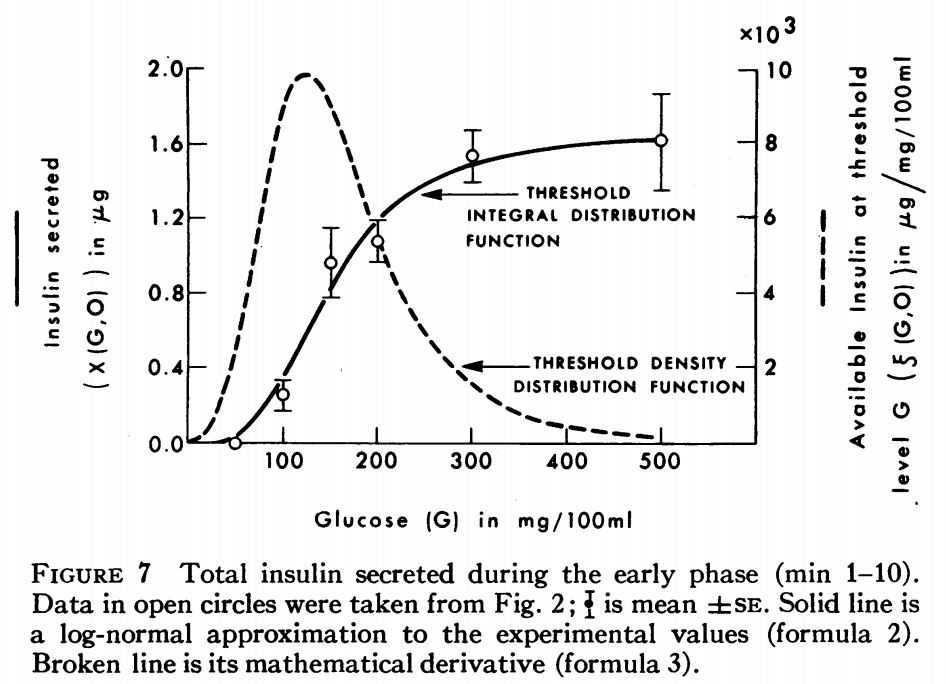 ×10³
2.0
1.6
1.2
0.8
0.4
0.0
10
8
6
4
2
100 200 300 400 500
Insulin secreted
(X(G,O)) in μg
Available Insulin at threshold
level G (ξ(G,O)) in μg/mg/100ml
THRESHOLD
INTEGRAL DISTRIBUTION
FUNCTION
THRESHOLD DENSITY
DISTRIBUTION FUNCTION
Glucose (G) in mg/100ml
FIGURE 7 Total insulin secreted during the early phase (min 1–10).
Data in open circles were taken from Fig. 2; is mean ±SE. Solid line is
a log-normal approximation to the experimental values (formula 2).
Broken line is its mathematical derivative (formula 3).